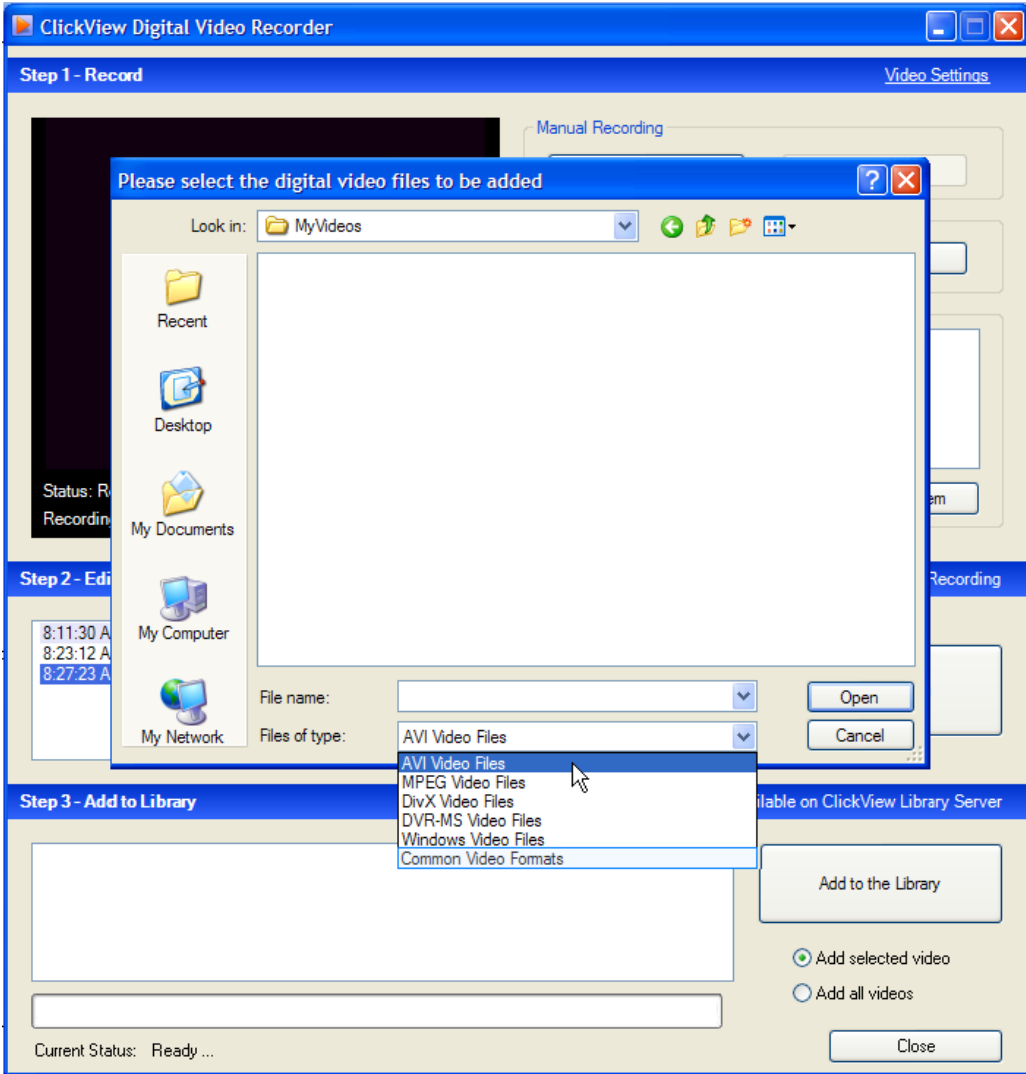 ClickView Digital Video Recorder
Step 1 - Record
Video Settings
Manual Recording
Please select the digital video files to be added
Look in:
MyVideos
Recent
Desktop
My Documents
My Computer
My Network
File name:
Open
Files of type:
AVI Video Files
Cancel
AVI Video Files
MPEG Video Files
DivX Video Files
DVR-MS Video Files
Windows Video Files
Common Video Formats
Status: R
Recordin
em
Step 2 - Edi
Recording
8:11:30 A
8:23:12 A
8:27:23 A
Step 3 - Add to Library
ilable on ClickView Library Server
Add to the Library
Add selected video
Add all videos
Current Status: Ready ...
Close